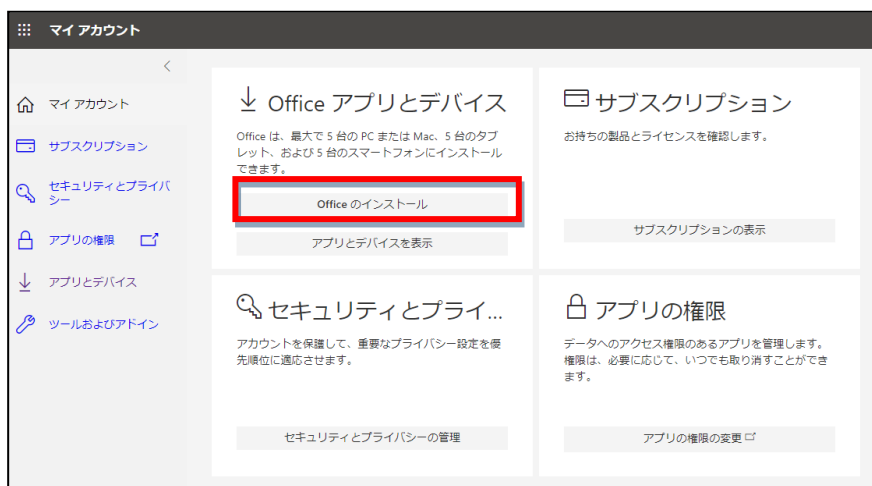 マイ アカウント
マイ アカウント
サブスクリプション
セキュリティとプライバ
シー
アプリの権限
アプリとデバイス
ツールおよびアドイン
Office アプリとデバイス
Office は、最大で 5 台の PC または Mac、5 台のタブ
レット、および 5 台のスマートフォンにインストール
できます。
Office のインストール
アプリとデバイスを表示
サブスクリプション
お持ちの製品とライセンスを確認します。
サブスクリプションの表示
セキュリティとプライ...
アカウントを保護して、重要なプライバシー設定を優
先順位に適応させます。
セキュリティとプライバシーの管理
アプリの権限
データへのアクセス権限のあるアプリを管理します。
権限は、必要に応じて、いつでも取り消すことができ
ます。
アプリの権限の変更